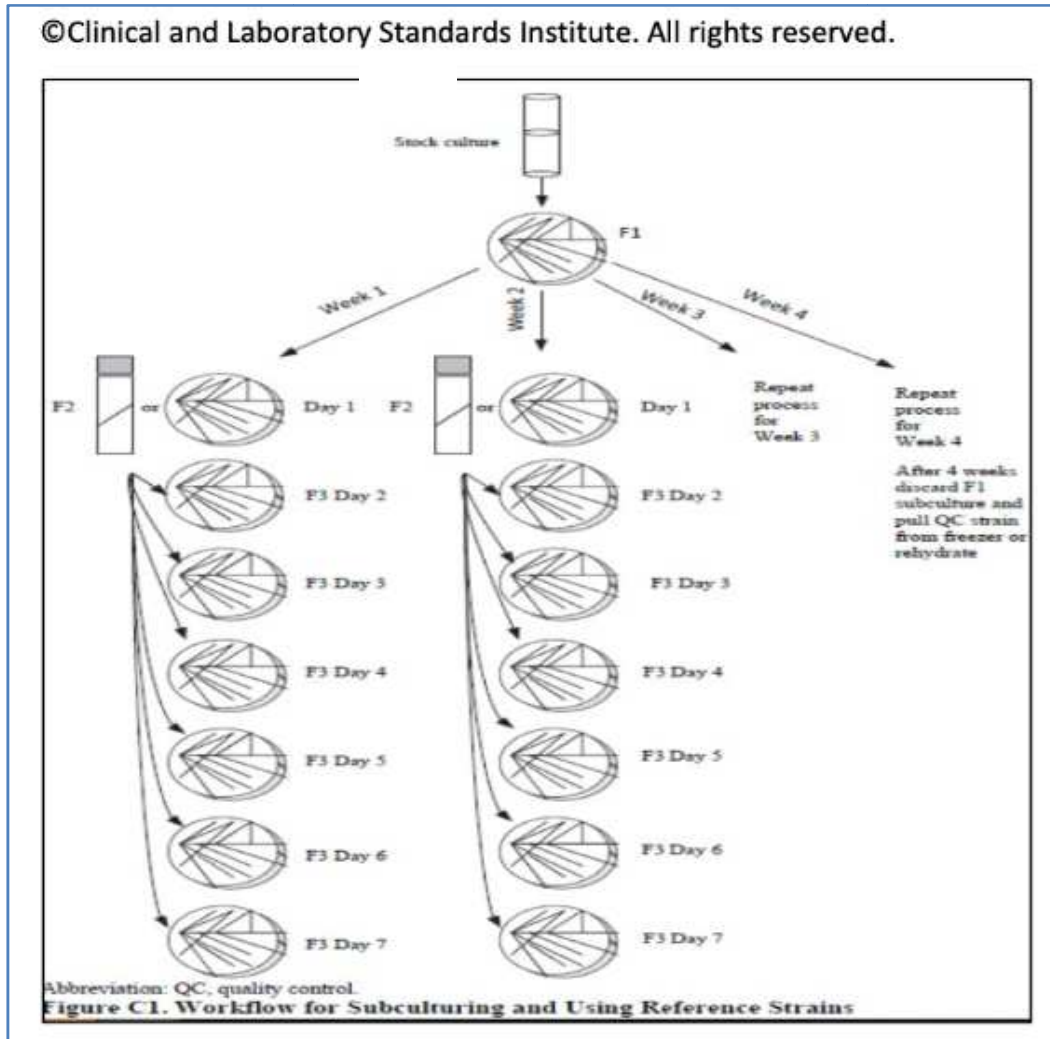 ©Clinical and Laboratory Standards Institute. All rights reserved.
Stock culture
F1
Week 1
Week 2
Week 3
Week 4
F2
or
Day 1
F2
or
Day 1
Repeat
process
for
Week 3
Repeat
process
for
Week 4
After 4 weeks
discard F1
subculture and
pull QC strain
from freezer or
rehydrate
F3 Day 2
F3 Day 2
F3 Day 3
F3 Day 3
F3 Day 4
F3 Day 4
F3 Day 5
F3 Day 5
F3 Day 6
F3 Day 6
F3 Day 7
F3 Day 7
Abbreviation: QC, quality control.
Figure C1. Workflow for Subculturing and Using Reference Strains